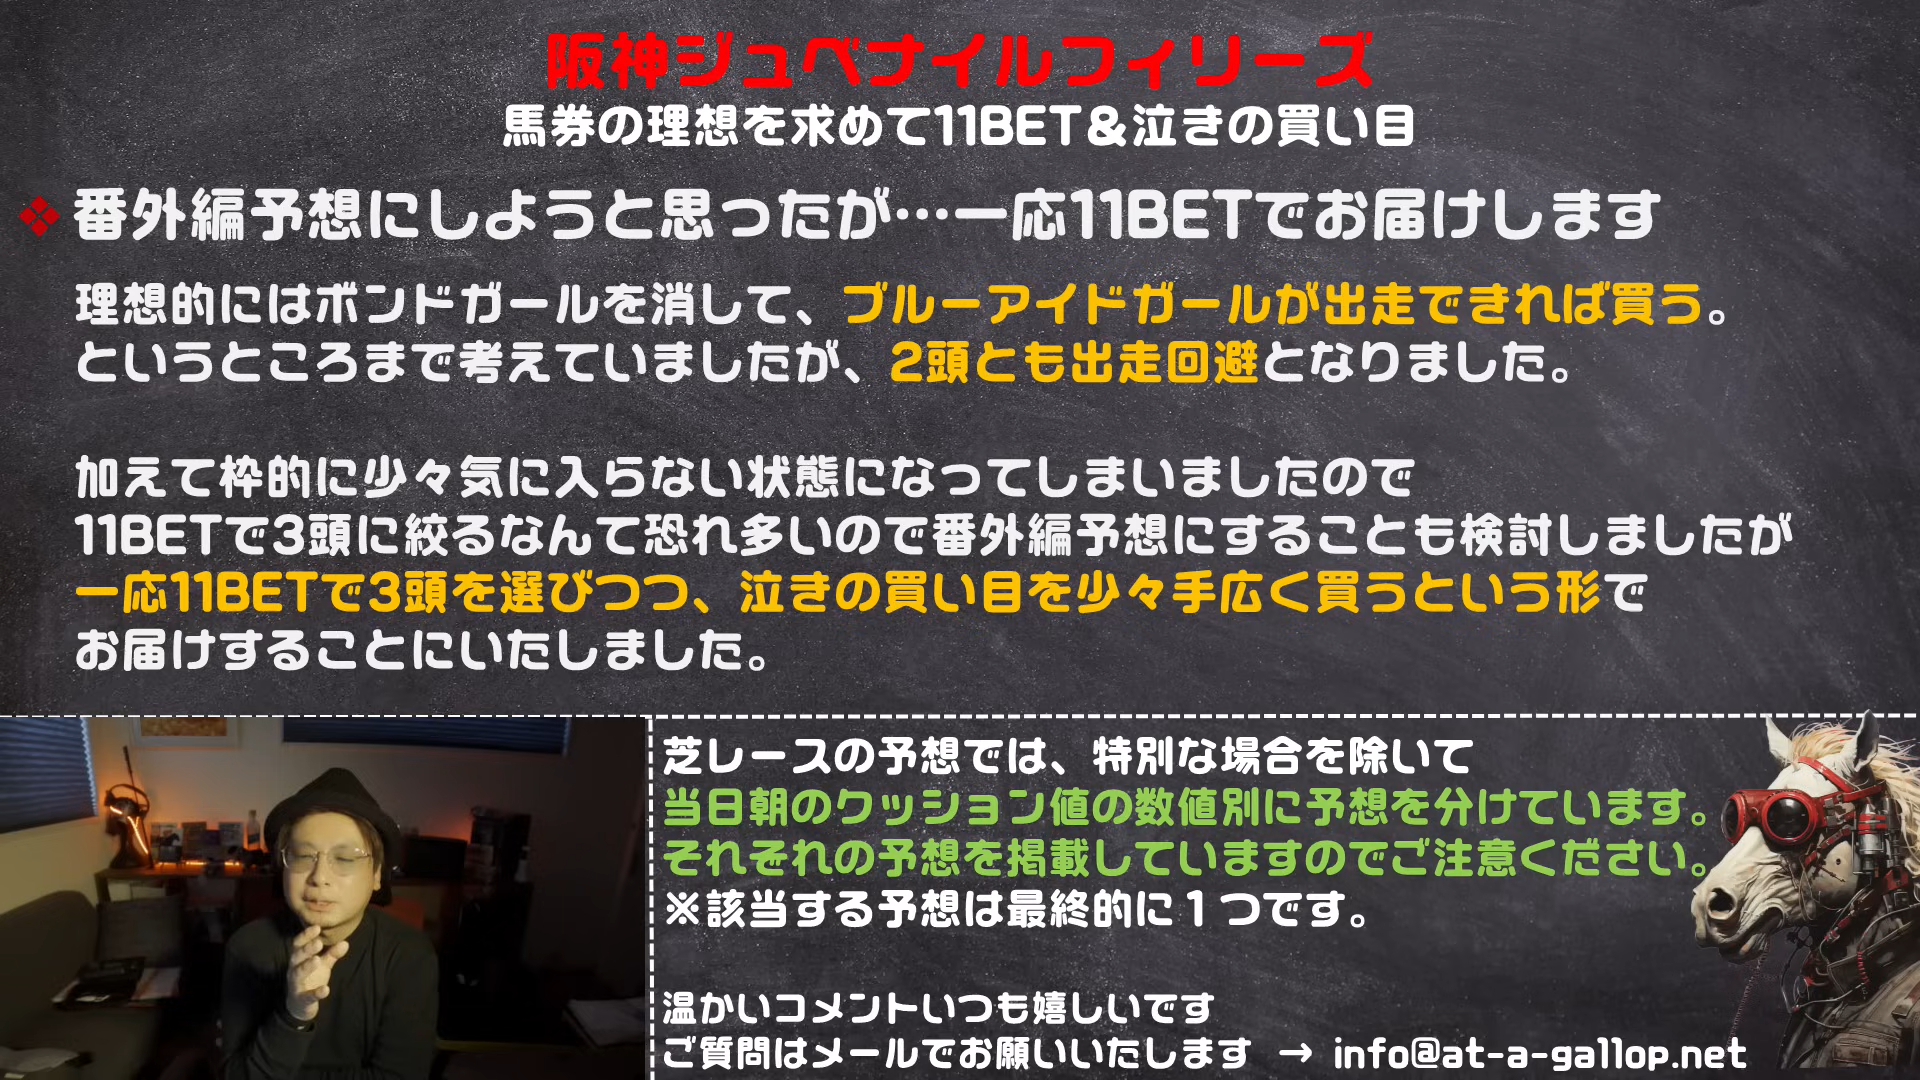 阪神ジュベナイルフィリーズ
馬券の理想を求めて11BET＆泣きの買い目
❖番外編予想にしようと思ったが…一応11BETでお届けします
理想的にはボンドガールを消して、ブルーアイドガールが出走できれば買う。
というところまで考えていましたが、2頭とも出走回避となりました。
加えて枠的に少々気に入らない状態になってしまいましたので
11BETで3頭に絞るなんて恐れ多いので番外編予想にすることも検討しましたが
一応11BETで3頭を選びつつ、泣きの買い目を少々手広く買うという形で
お届けすることにいたしました。
芝レースの予想では、特別な場合を除いて
当日朝のクッション値の数値別に予想を分けています。
それぞれの予想を掲載していますのでご注意ください。
※該当する予想は最終的に１つです。
温かいコメントいつも嬉しいです
ご質問はメールでお願いいたします → info@at-a-gallop.net